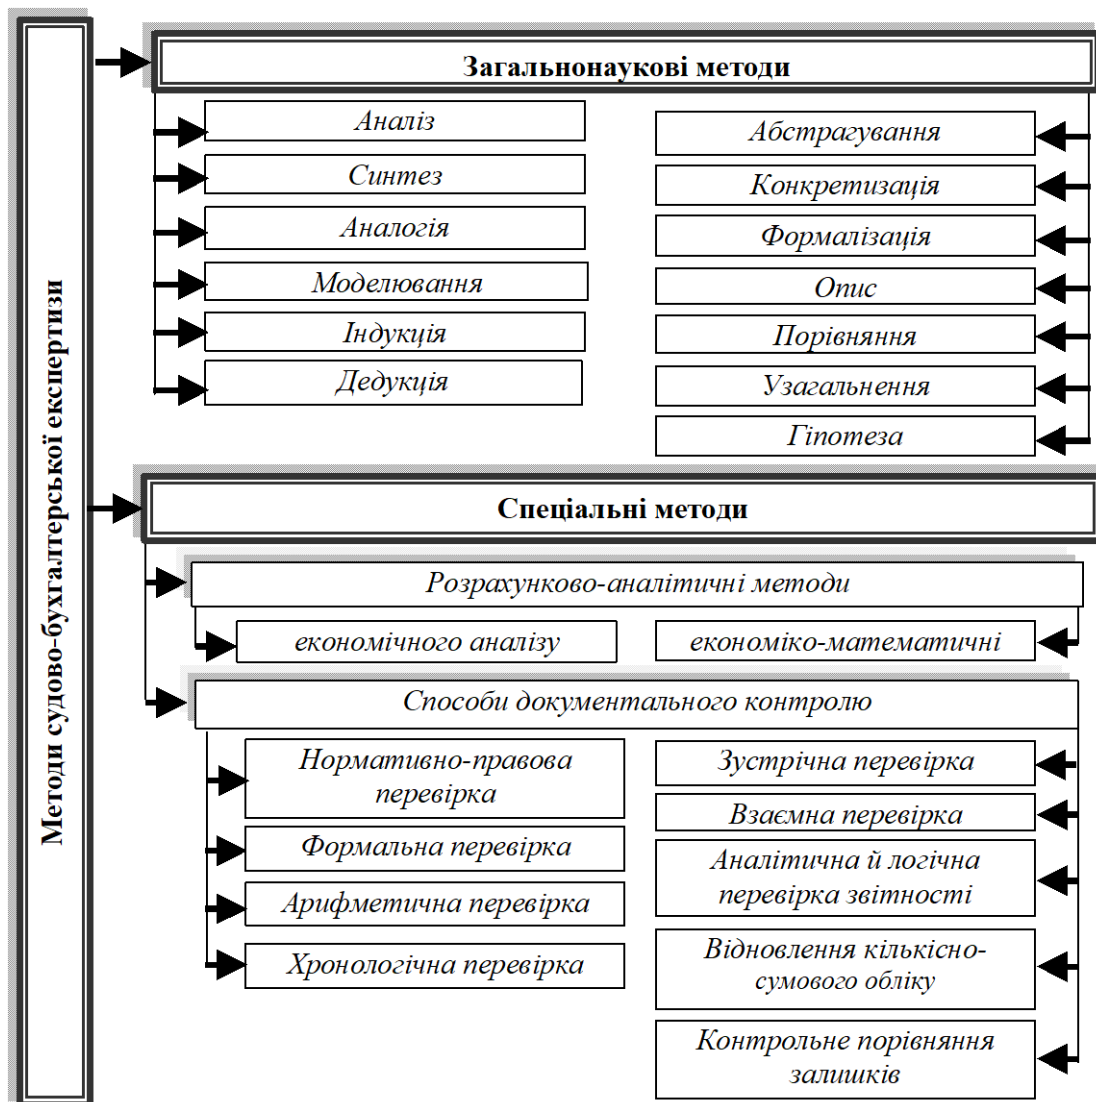 Методи судово-бухгалтерської експертизи
Загальнонаукові методи
Аналіз
Синтез
Аналогія
Моделювання
Індукція
Дедукція
Абстрагування
Конкретизація
Формалізація
Опис
Порівняння
Узагальнення
Гіпотеза
Спеціальні методи
Розрахунково-аналітичні методи
економічного аналізу
економіко-математичні
Способи документального контролю
Нормативно-правова
перевірка
Формальна перевірка
Арифметична перевірка
Хронологічна перевірка
Зустрічна перевірка
Взаємна перевірка
Аналітична й логічна
перевірка звітності
Відновлення кількісно-
сумового обліку
Контрольне порівняння
залишків